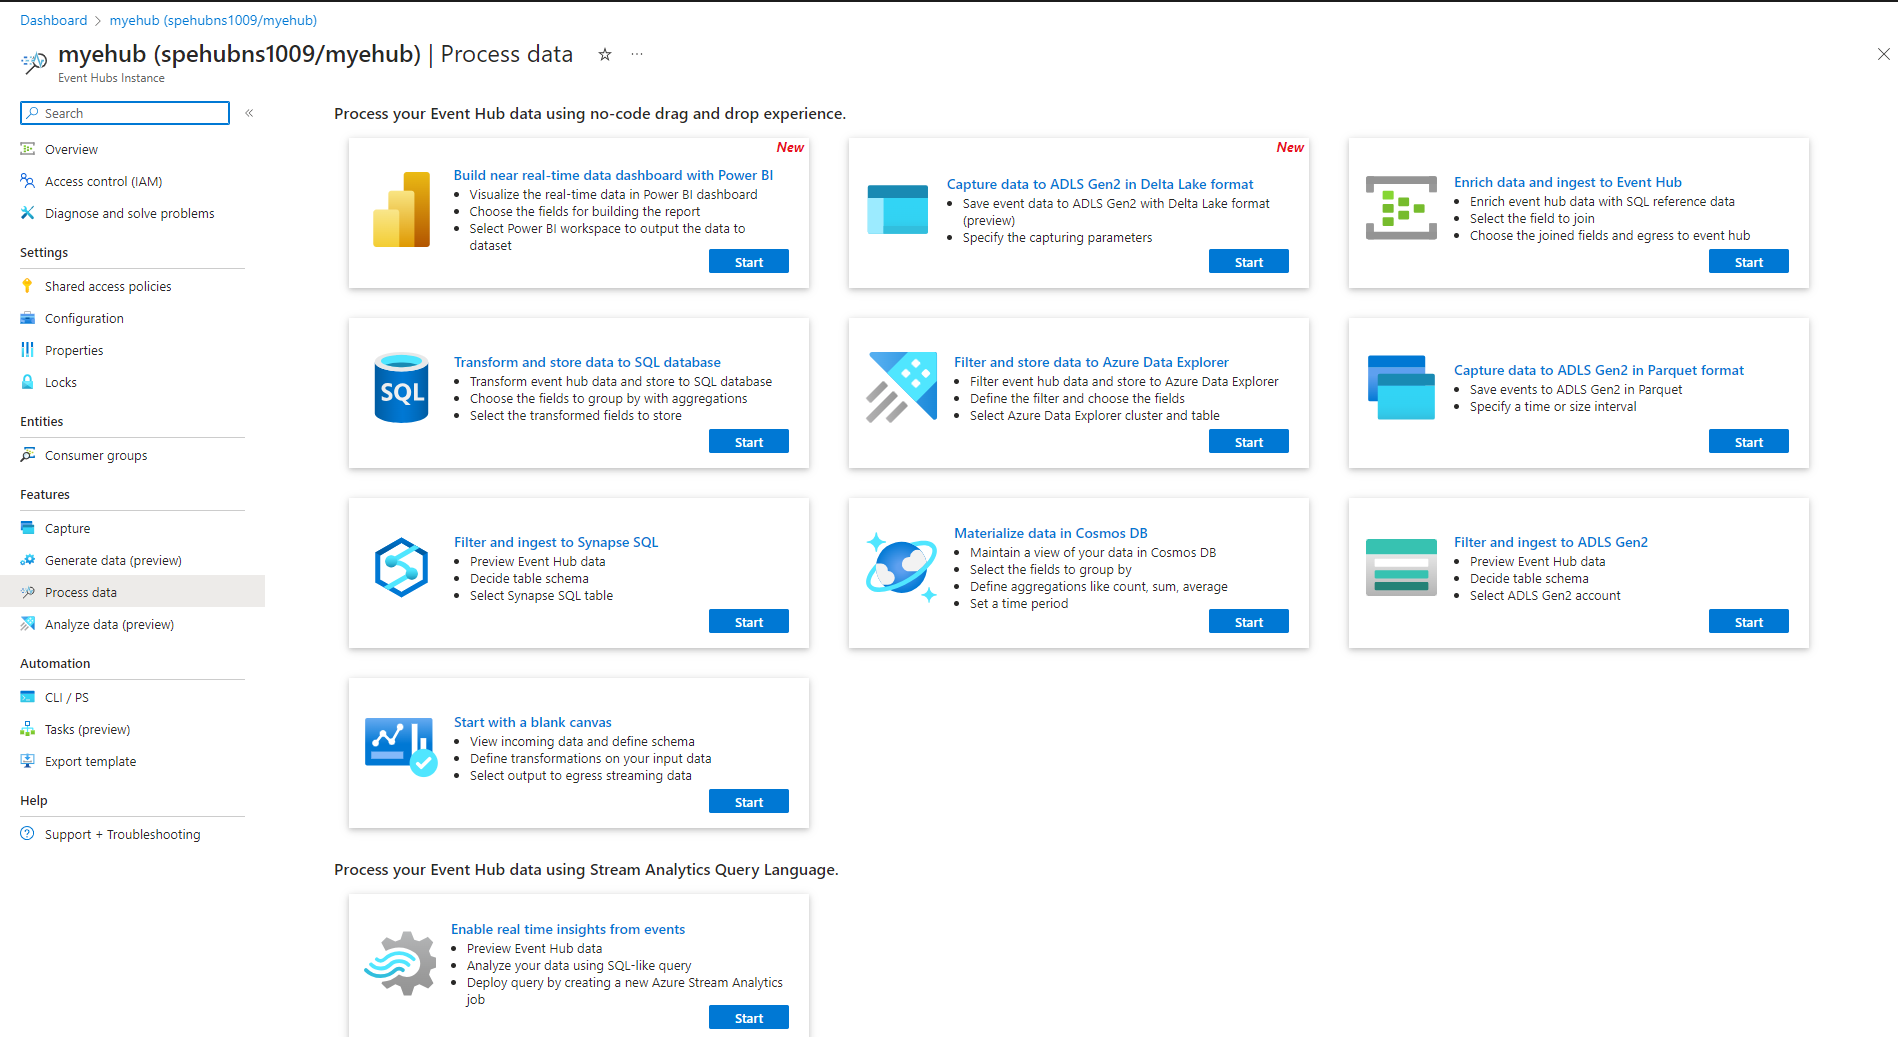 Dashboard > myehub (spehubns1009/myehub)
myehub (spehubns1009/myehub) | Process data
Event Hubs Instance
Search
Overview
Access control (IAM)
Diagnose and solve problems
Settings
Shared access policies
Configuration
Properties
Locks
Entities
Consumer groups
Features
Capture
Generate data (preview)
Process data
Analyze data (preview)
Automation
CLI / PS
Tasks (preview)
Export template
Help
Support + Troubleshooting
Process your Event Hub data using no-code drag and drop experience.
New
Build near real-time data dashboard with Power BI
• Visualize the real-time data in Power BI dashboard
• Choose the fields for building the report
• Select Power BI workspace to output the data to
dataset
Start
New
Capture data to ADLS Gen2 in Delta Lake format
• Save event data to ADLS Gen2 with Delta Lake format
(preview)
• Specify the capturing parameters
Start
Enrich data and ingest to Event Hub
• Enrich event hub data with SQL reference data
• Select the field to join
• Choose the joined fields and egress to event hub
Start
SQL
Transform and store data to SQL database
• Transform event hub data and store to SQL database
• Choose the fields to group by with aggregations
• Select the transformed fields to store
Start
Filter and store data to Azure Data Explorer
• Filter event hub data and store to Azure Data Explorer
• Define the filter and choose the fields
• Select Azure Data Explorer cluster and table
Start
Capture data to ADLS Gen2 in Parquet format
• Save events to ADLS Gen2 in Parquet
• Specify a time or size interval
Start
Filter and ingest to Synapse SQL
• Preview Event Hub data
• Decide table schema
• Select Synapse SQL table
Start
Materialize data in Cosmos DB
• Maintain a view of your data in Cosmos DB
• Select the fields to group by
• Define aggregations like count, sum, average
• Set a time period
Start
Filter and ingest to ADLS Gen2
• Preview Event Hub data
• Decide table schema
• Select ADLS Gen2 account
Start
Start with a blank canvas
• View incoming data and define schema
• Define transformations on your input data
• Select output to egress streaming data
Start
Process your Event Hub data using Stream Analytics Query Language.
Enable real time insights from events
• Preview Event Hub data
• Analyze your data using SQL-like query
• Deploy query by creating a new Azure Stream Analytics
job
Start